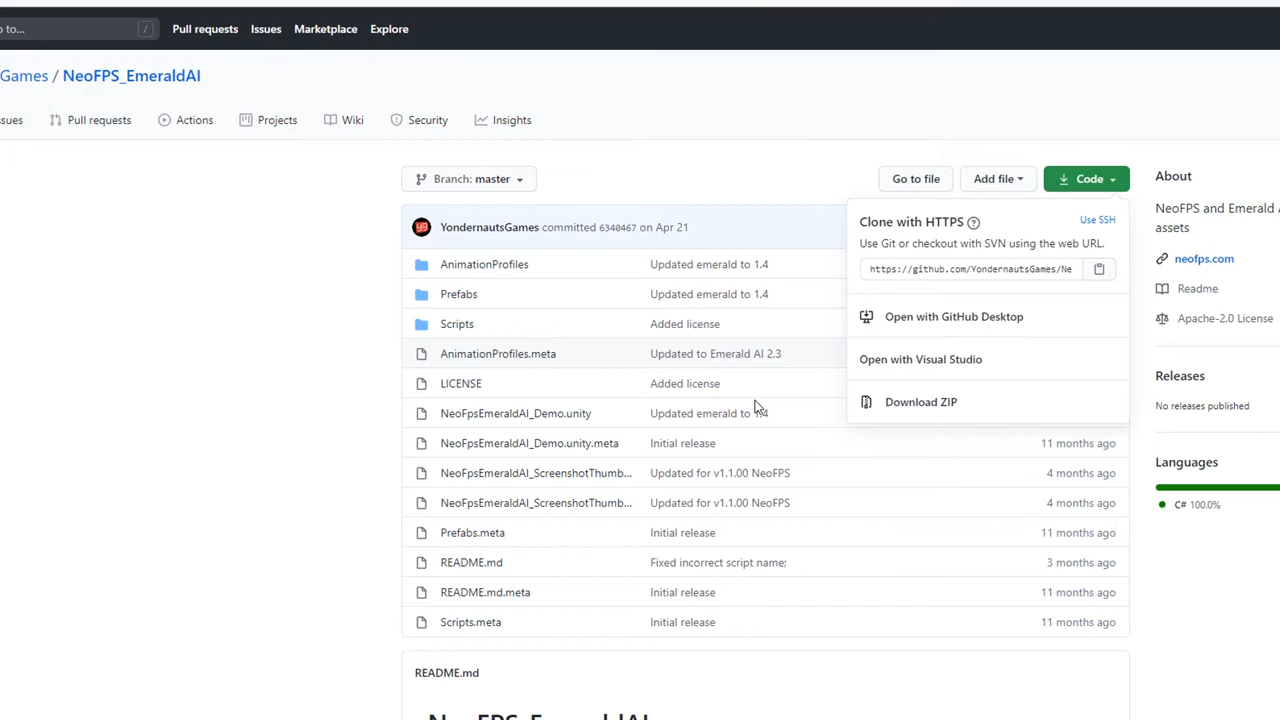 o to... /
Pull requests Issues Marketplace Explore
Games / NeoFPS_EmeraldAI
ssues Pull requests Actions Projects Wiki Security Insights
Branch: master Go to file Add file Code
YondernautsGames committed 6340467 on Apr 21
AnimationProfiles Updated emerald to 1.4
Prefabs Updated emerald to 1.4
Scripts Added license
AnimationProfiles.meta Updated to Emerald AI 2.3
LICENSE Added license
NeoFpsEmeraldAI_Demo.unity Updated emerald to 1.4
NeoFpsEmeraldAI_Demo.unity.meta Initial release 11 months ago
NeoFpsEmeraldAI_ScreenshotThumb... Updated for v1.1.00 NeoFPS 4 months ago
NeoFpsEmeraldAI_ScreenshotThumb... Updated for v1.1.00 NeoFPS 4 months ago
Prefabs.meta Initial release 11 months ago
README.md Fixed incorrect script name; 3 months ago
README.md.meta Initial release 11 months ago
Scripts.meta Initial release 11 months ago
Clone with HTTPS ? Use SSH
Use Git or checkout with SVN using the web URL.
https://github.com/YondernautsGames/Ne
Open with GitHub Desktop
Open with Visual Studio
Download ZIP
About
NeoFPS and Emerald A
assets
neofps.com
Readme
Apache-2.0 License
Releases
No releases published
Languages
C# 100.0%
README.md
NeoFPS_EmeraldAI